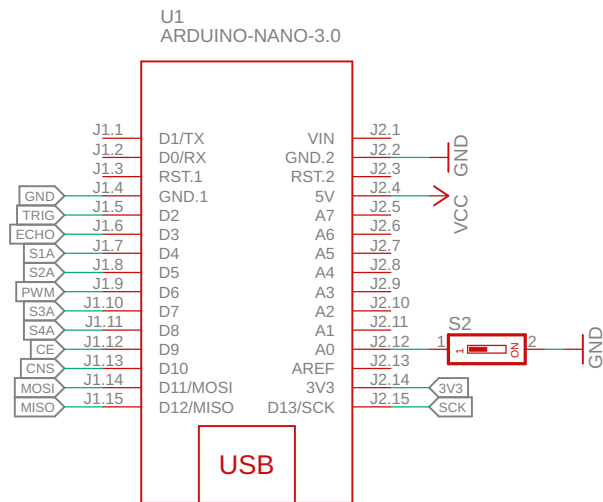 U1
ARDUINO-NANO-3.0
J1.1 D1/TX VIN J2.1
J1.2 D0/RX GND.2 J2.2 GND
J1.3 RST.1 RST.2 J2.3
GND J1.4 GND.1 5V J2.4 VCC
TRIG J1.5 D2 A7 J2.5
ECHO J1.6 D3 A6 J2.6
S1A J1.7 D4 A5 J2.7
S2A J1.8 D5 A4 J2.8
PWM J1.9 D6 A3 J2.9
S3A J1.10 D7 A2 J2.10
S4A J1.11 D8 A1 J2.11
S2
CE J1.12 D9 A0 J2.12 1 1 ON 2 GND
CNS J1.13 D10 AREF J2.13
MOSI J1.14 D11/MOSI 3V3 J2.14 3V3
MISO J1.15 D12/MISO D13/SCK J2.15 SCK
USB